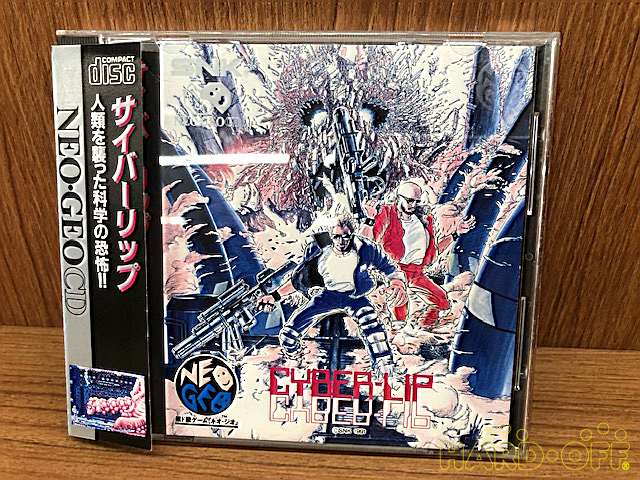 COMPACT
disc
サイバーリップ
人類を襲った科学の恐怖!!
NEO・GEO CD
NEO
GEO
CYBER-LIP
©SNK
HARD・OFF